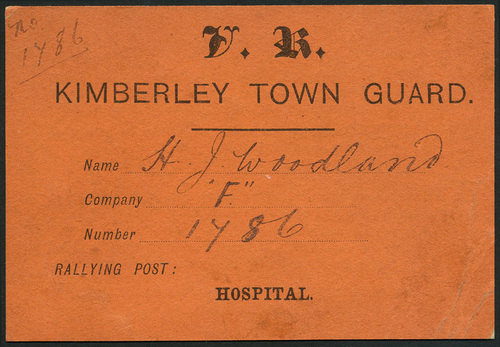 No.
1786
V. R.
KIMBERLEY TOWN GUARD.
Name H. J. Woodland
Company "F."
Number 1786
RALLYING POST:
HOSPITAL.